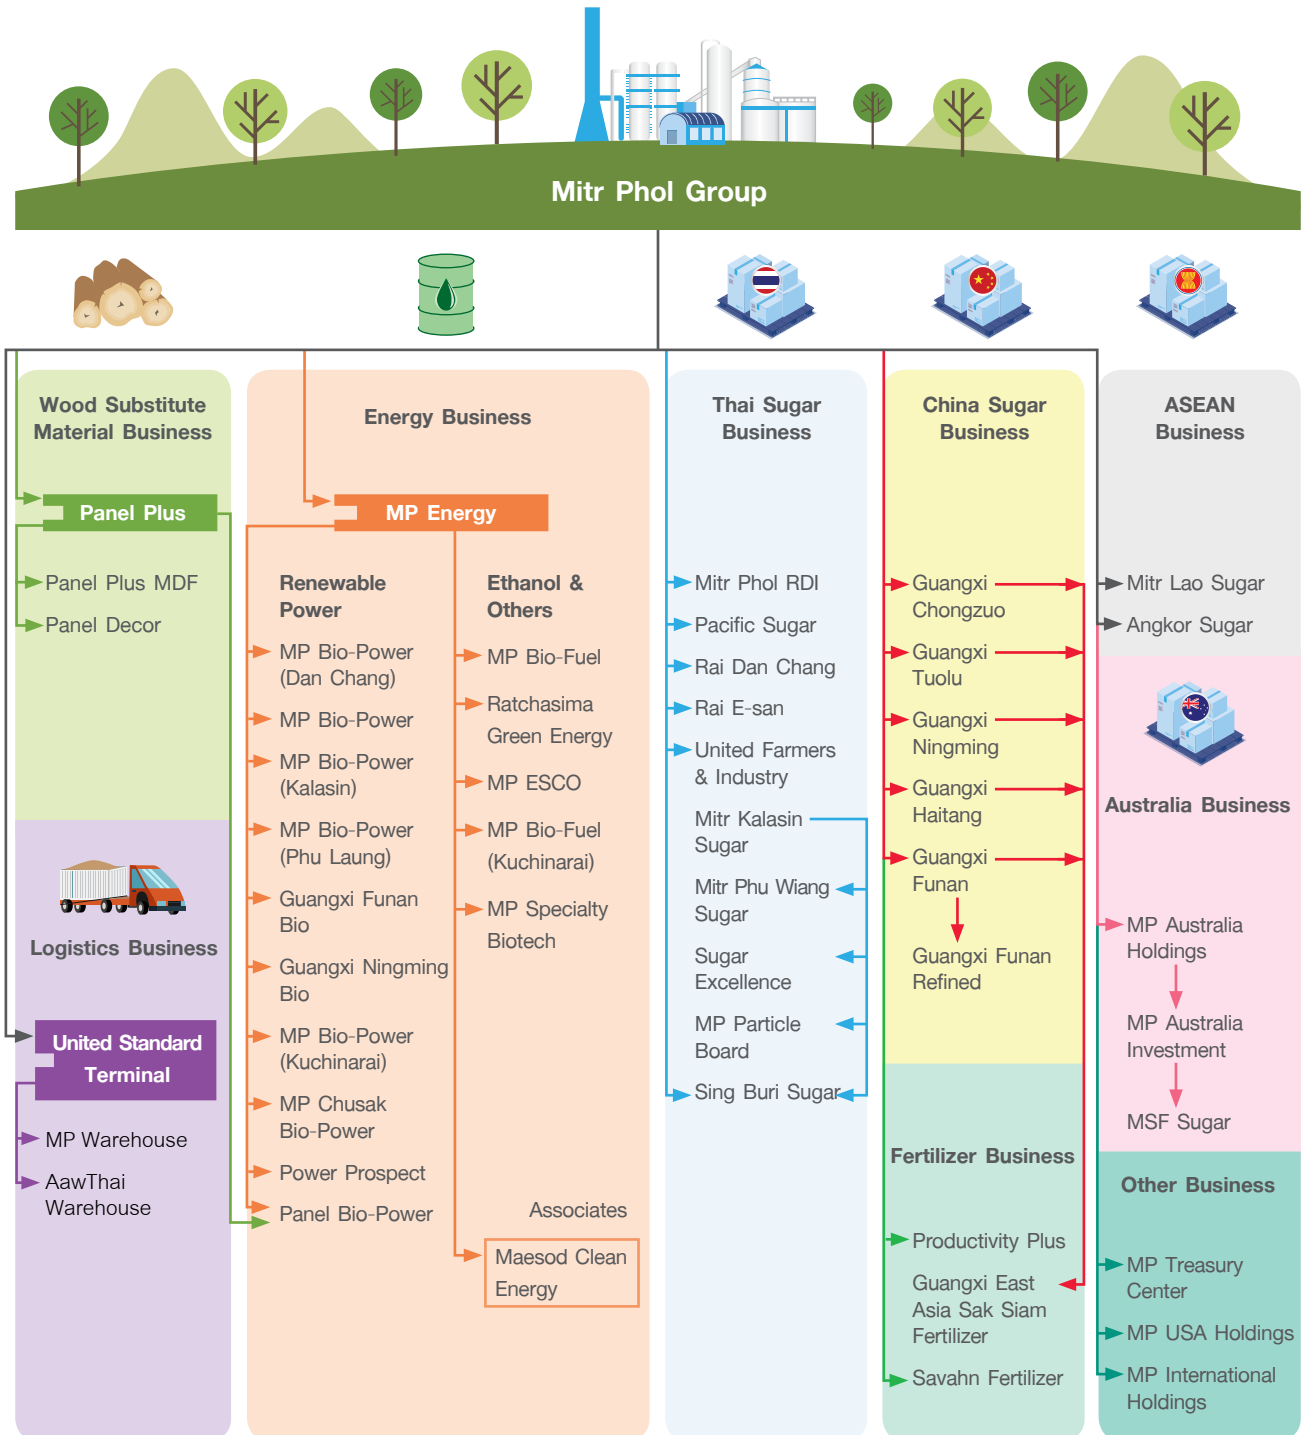 Mitr Phol Group
Wood Substitute
Material Business
Panel Plus
Panel Plus MDF
Panel Decor
Logistics Business
United Standard
Terminal
MP Warehouse
AawThai
Warehouse
Energy Business
MP Energy
Renewable
Power
MP Bio-Power
(Dan Chang)
MP Bio-Power
MP Bio-Power
(Kalasin)
MP Bio-Power
(Phu Laung)
Guangxi Funan
Bio
Guangxi Ningming
Bio
MP Bio-Power
(Kuchinarai)
MP Chusak
Bio-Power
Power Prospect
Panel Bio-Power
Ethanol &
Others
MP Bio-Fuel
Ratchasima
Green Energy
MP ESCO
MP Bio-Fuel
(Kuchinarai)
MP Specialty
Biotech
Associates
Maesod Clean
Energy
Thai Sugar
Business
Mitr Phol RDI
Pacific Sugar
Rai Dan Chang
Rai E-san
United Farmers
& Industry
Mitr Kalasin
Sugar
Mitr Phu Wiang
Sugar
Sugar
Excellence
MP Particle
Board
Sing Buri Sugar
China Sugar
Business
Guangxi
Chongzuo
Guangxi
Tuolu
Guangxi
Ningming
Guangxi
Haitang
Guangxi
Funan
Guangxi Funan
Refined
Fertilizer Business
Productivity Plus
Guangxi East
Asia Sak Siam
Fertilizer
Savahn Fertilizer
ASEAN
Business
Mitr Lao Sugar
Angkor Sugar
Australia Business
MP Australia
Holdings
MP Australia
Investment
MSF Sugar
Other Business
MP Treasury
Center
MP USA Holdings
MP International
Holdings